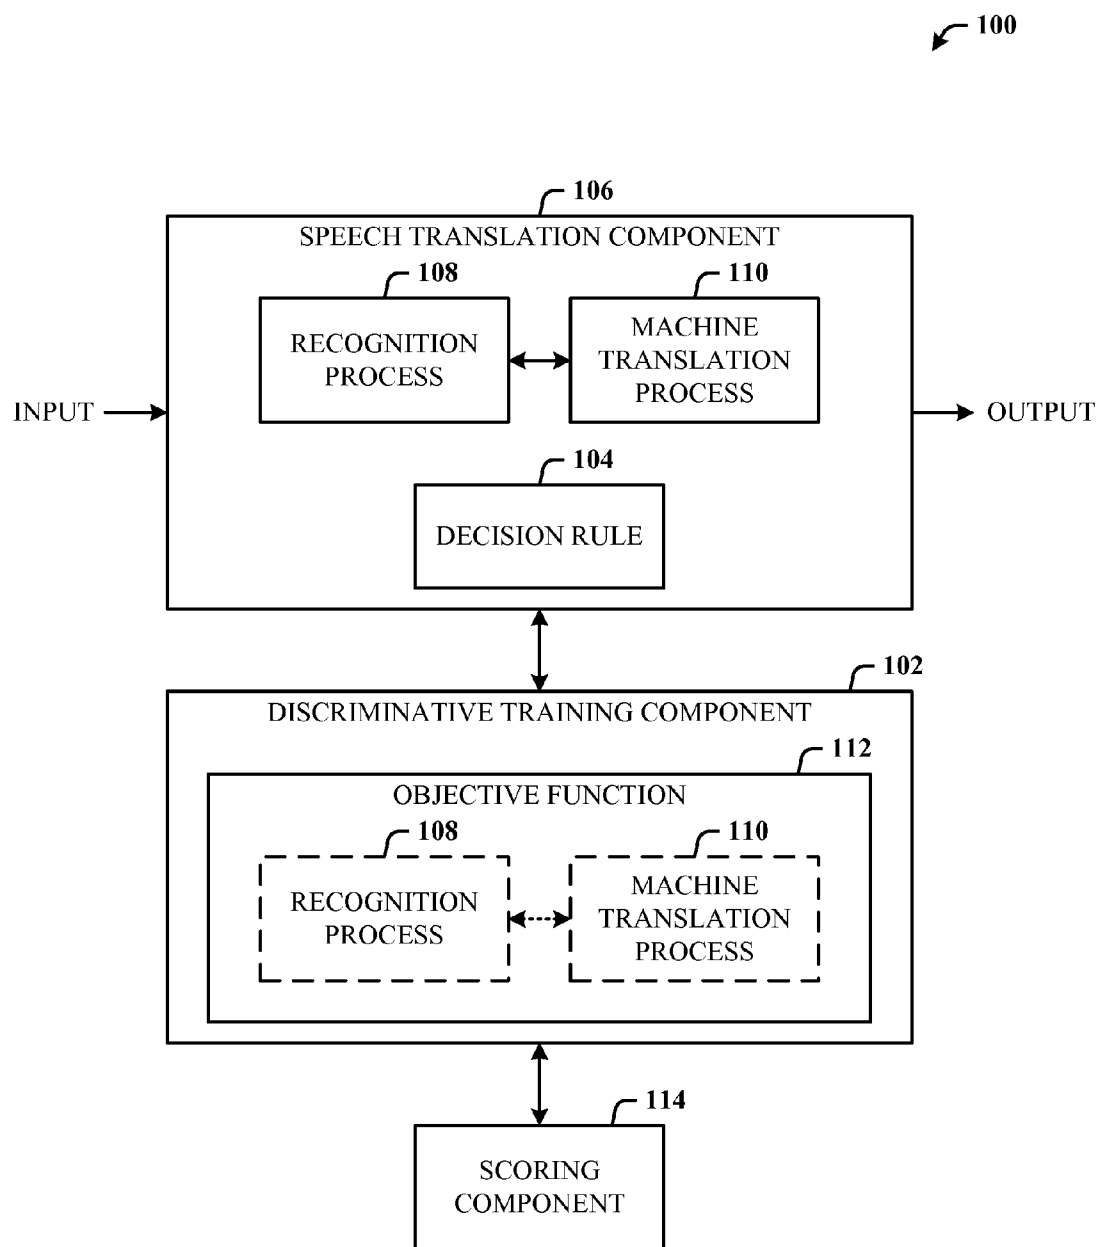 100
106
SPEECH TRANSLATION COMPONENT
108
110
RECOGNITION
PROCESS
MACHINE
TRANSLATION
PROCESS
INPUT
OUTPUT
104
DECISION RULE
102
DISCRIMINATIVE TRAINING COMPONENT
112
OBJECTIVE FUNCTION
108
110
RECOGNITION
PROCESS
MACHINE
TRANSLATION
PROCESS
114
SCORING
COMPONENT